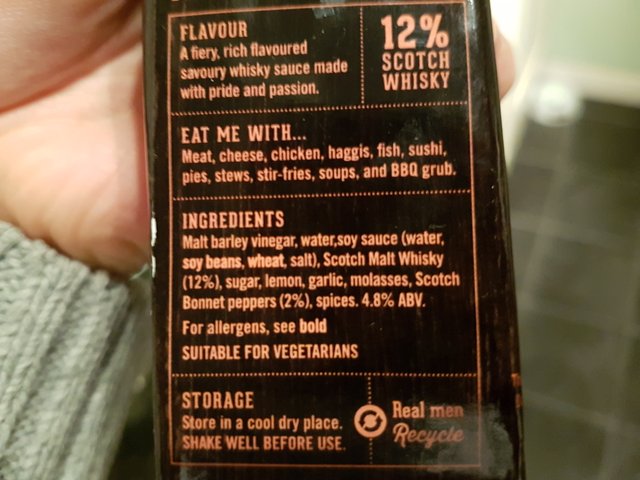 FLAVOUR
A fiery, rich flavoured
savoury whisky sauce made
with pride and passion.
12%
SCOTCH
WHISKY
EAT ME WITH...
Meat, cheese, chicken, haggis, fish, sushi,
pies, stews, stir-fries, soups, and BBQ grub.
INGREDIENTS
Malt barley vinegar, water,soy sauce (water,
soy beans, wheat, salt), Scotch Malt Whisky
(12%), sugar, lemon, garlic, molasses, Scotch
Bonnet peppers (2%), spices. 4.8% ABV.
For allergens, see bold
SUITABLE FOR VEGETARIANS
STORAGE
Store in a cool dry place.
SHAKE WELL BEFORE USE.
Real men
Recycle